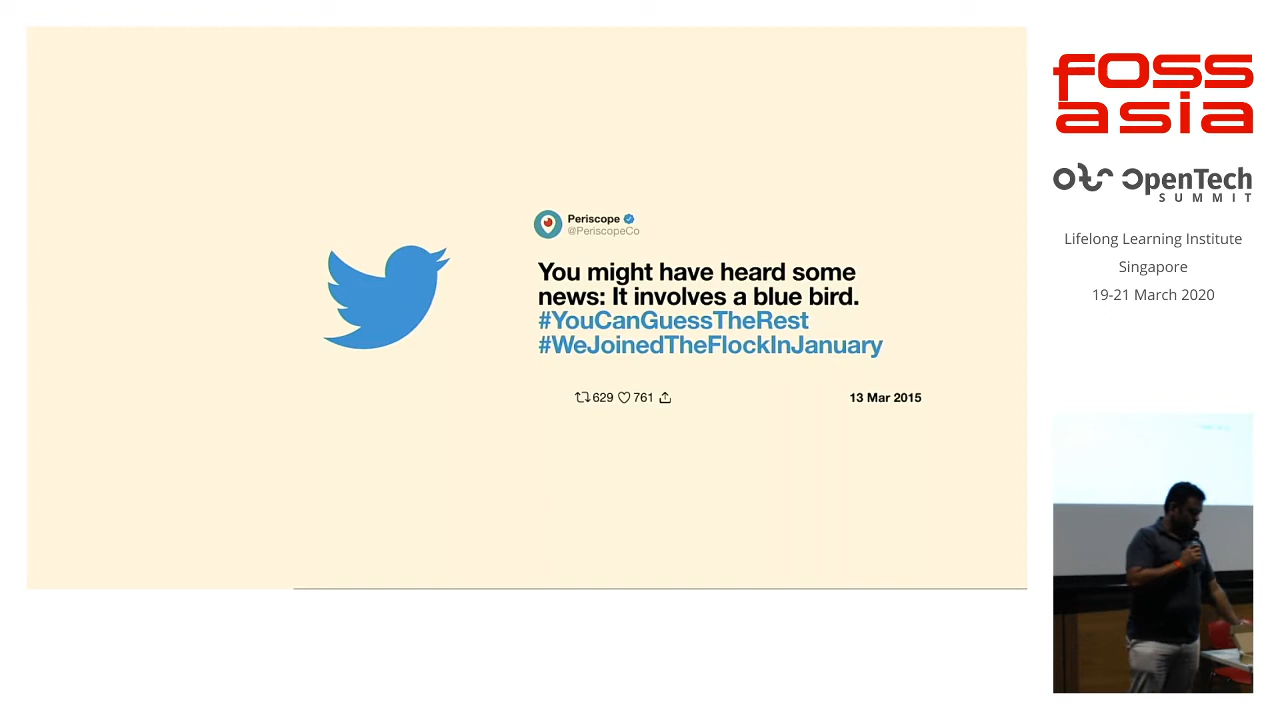 Periscope
@PeriscopeCo
You might have heard some
news: It involves a blue bird.
#YouCanGuessTheRest
#WeJoinedTheFlockInJanuary
629 761
13 Mar 2015
foss
asia
OpenTech
SUMMIT
Lifelong Learning Institute
Singapore
19-21 March 2020